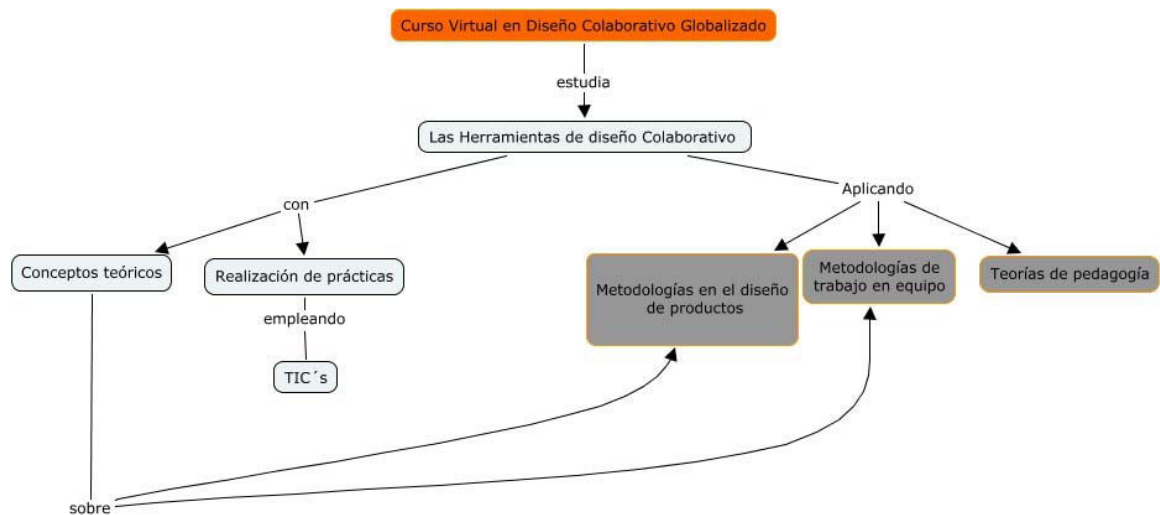 Curso Virtual en Diseño Colaborativo Globalizado
estudia
Las Herramientas de diseño Colaborativo
con
Aplicando
Conceptos teóricos
Realización de prácticas
Metodologías en el diseño
de productos
Metodologías de
trabajo en equipo
Teorías de pedagogía
empleando
TIC´s
sobre